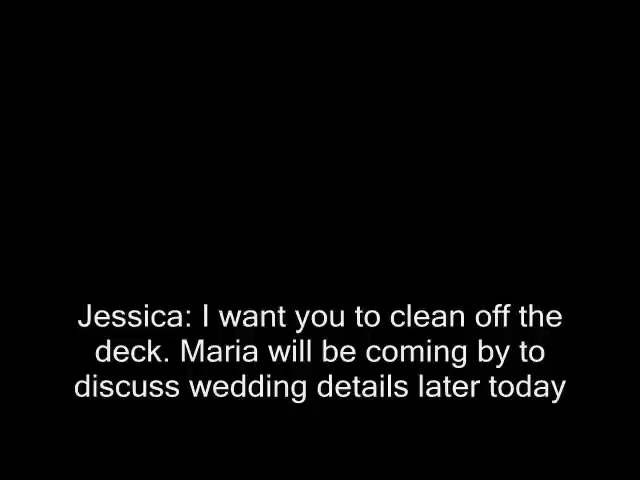 Jessica: I want you to clean off the
deck. Maria will be coming by to
discuss wedding details later today